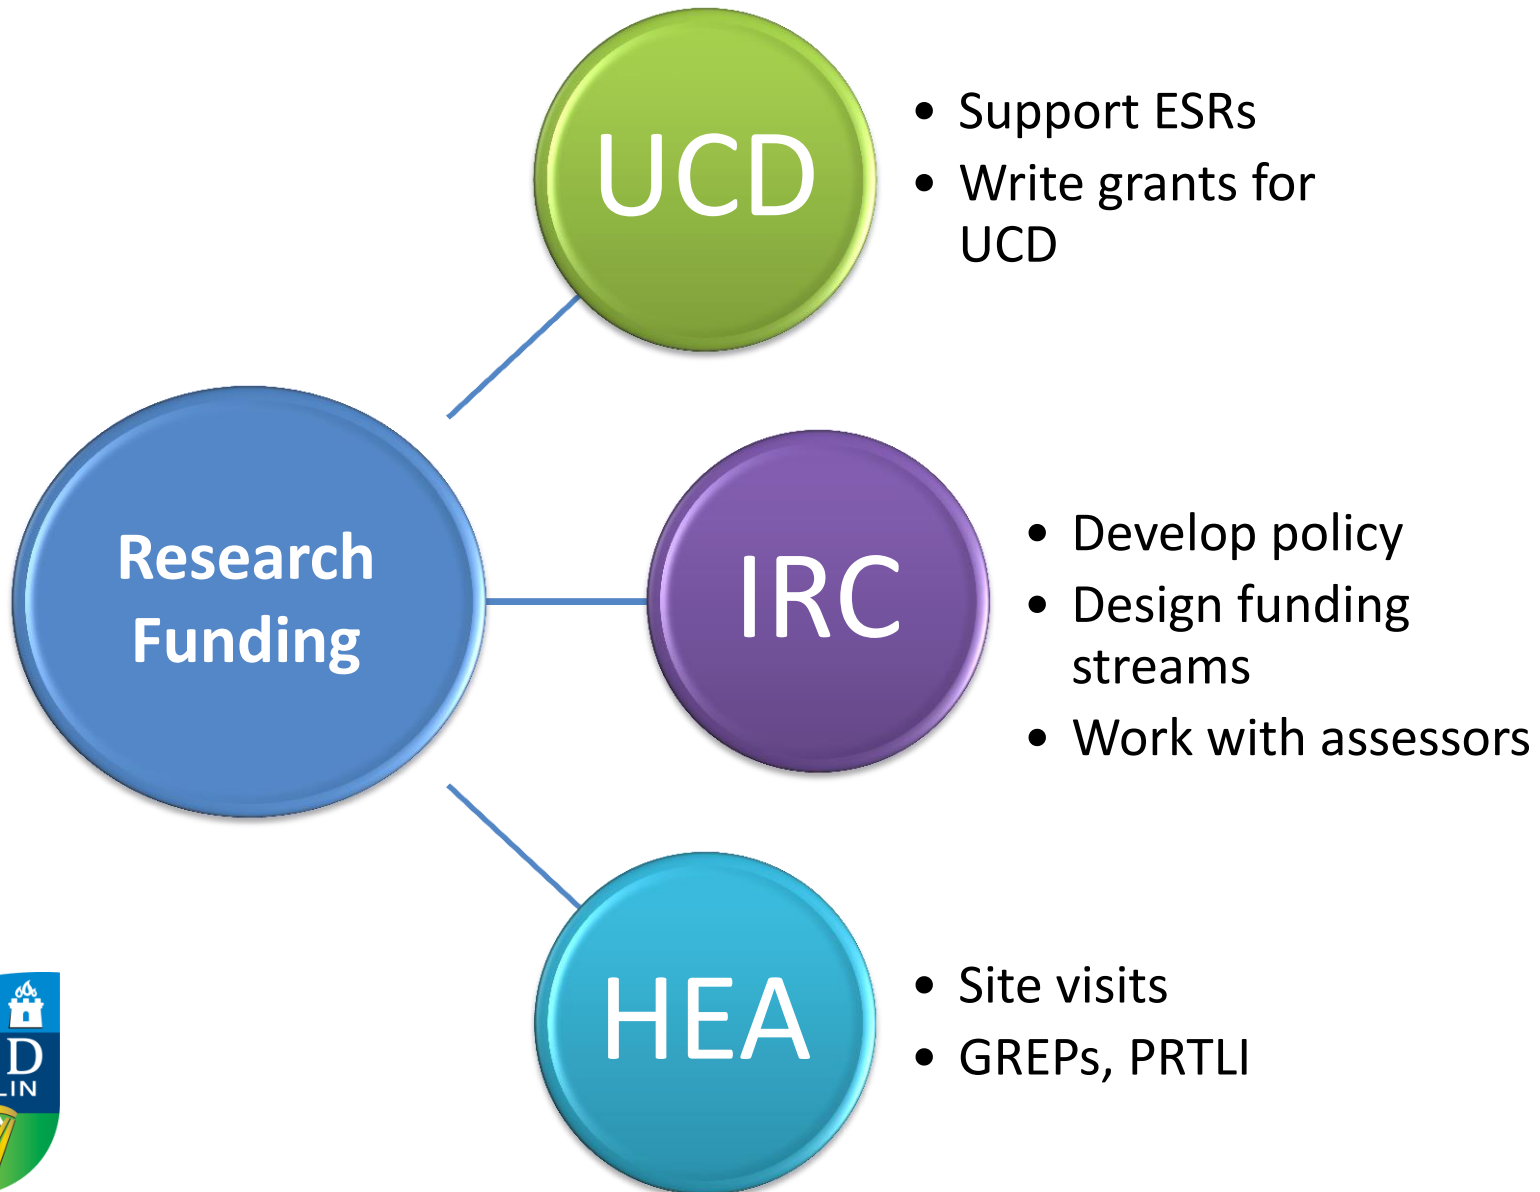 UCD
• Support ESRs
• Write grants for
UCD
Research
Funding
IRC
• Develop policy
• Design funding
streams
• Work with assessors
HEA
• Site visits
• GREPs, PRTLI
D
LIN